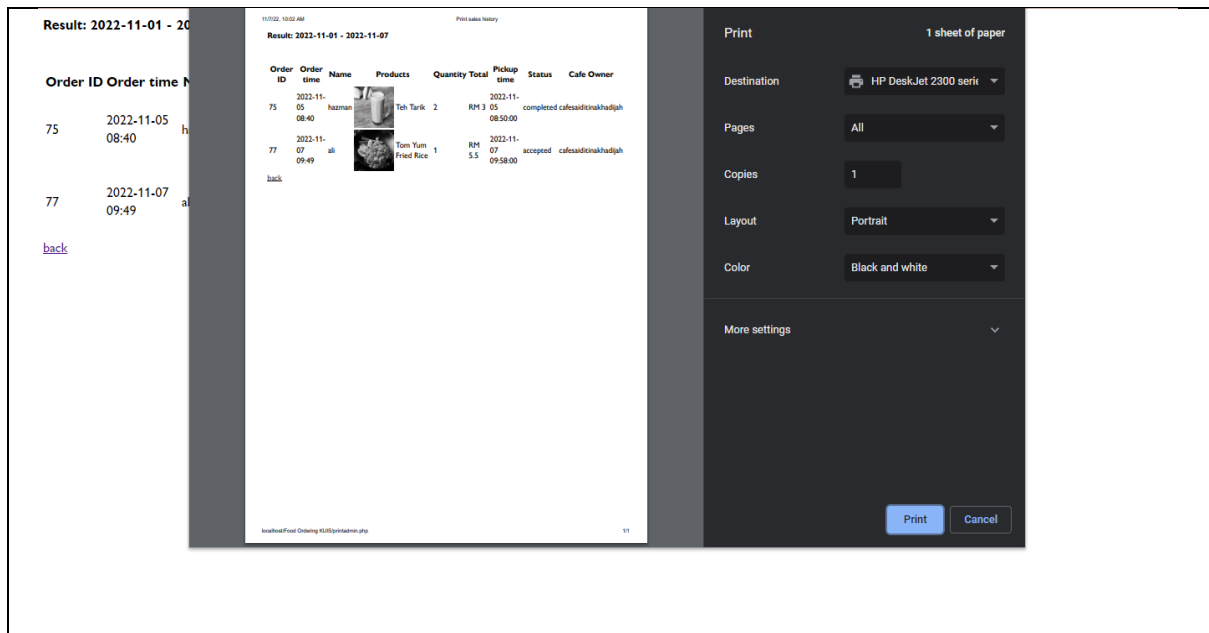 Result: 2022-11-01 - 20
Order ID Order time N
75 2022-11-05 08:40 h
77 2022-11-07 09:49 al
back
11/7/22, 10:02 AM Print sales history
Result: 2022-11-01 - 2022-11-07
Order ID Order time Name Products Quantity Total Pickup time Status Cafe Owner
75 2022-11-05 08:40 hazman Teh Tarik 2 RM 3 2022-11-05 08:50:00 completed cafesaiditinakhadijah
77 2022-11-07 09:49 ali Tom Yum Fried Rice 1 RM 5.5 2022-11-07 09:58:00 accepted cafesaiditinakhadijah
back
localhost/Food Ordering KUIS/printadmin.php 1/1
Print 1 sheet of paper
Destination HP DeskJet 2300 serie
Pages All
Copies 1
Layout Portrait
Color Black and white
More settings
Print Cancel